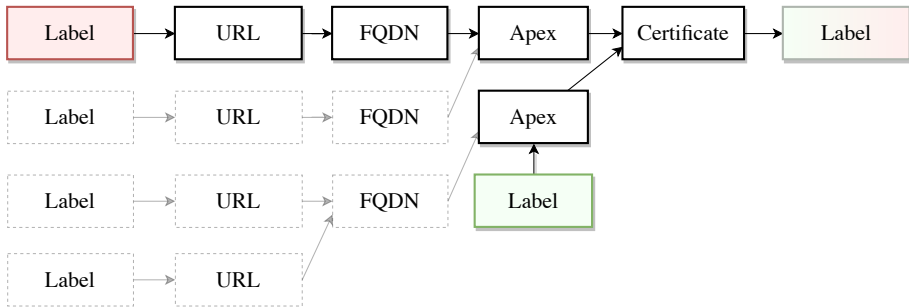 Label URL FQDN Apex Certificate Label
Label URL FQDN Apex
Label URL FQDN Label
Label URL